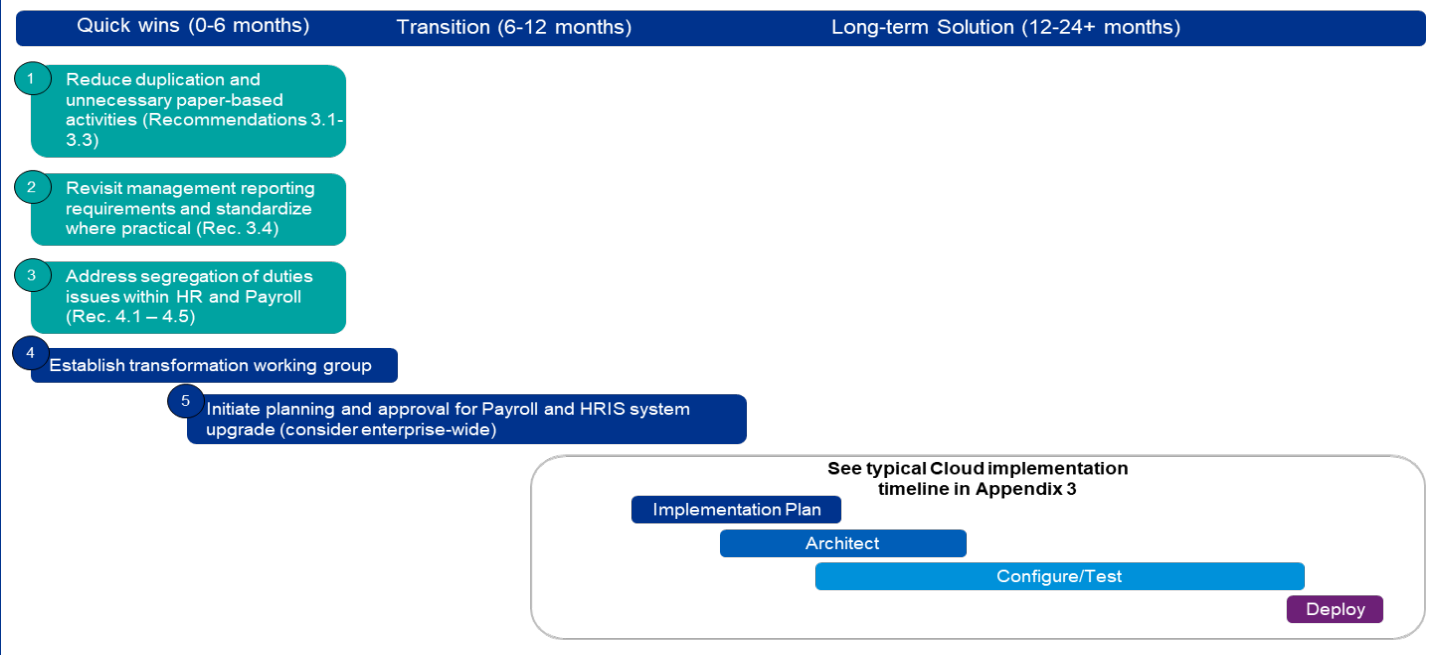 Quick wins (0-6 months)
Transition (6-12 months)
Long-term Solution (12-24+ months)
1
Reduce duplication and
unnecessary paper-based
activities (Recommendations 3.1-
3.3)
2
Revisit management reporting
requirements and standardize
where practical (Rec. 3.4)
3
Address segregation of duties
issues within HR and Payroll
(Rec. 4.1 – 4.5)
4
Establish transformation working group
5
Initiate planning and approval for Payroll and HRIS system
upgrade (consider enterprise-wide)
See typical Cloud implementation
timeline in Appendix 3
Implementation Plan
Architect
Configure/Test
Deploy